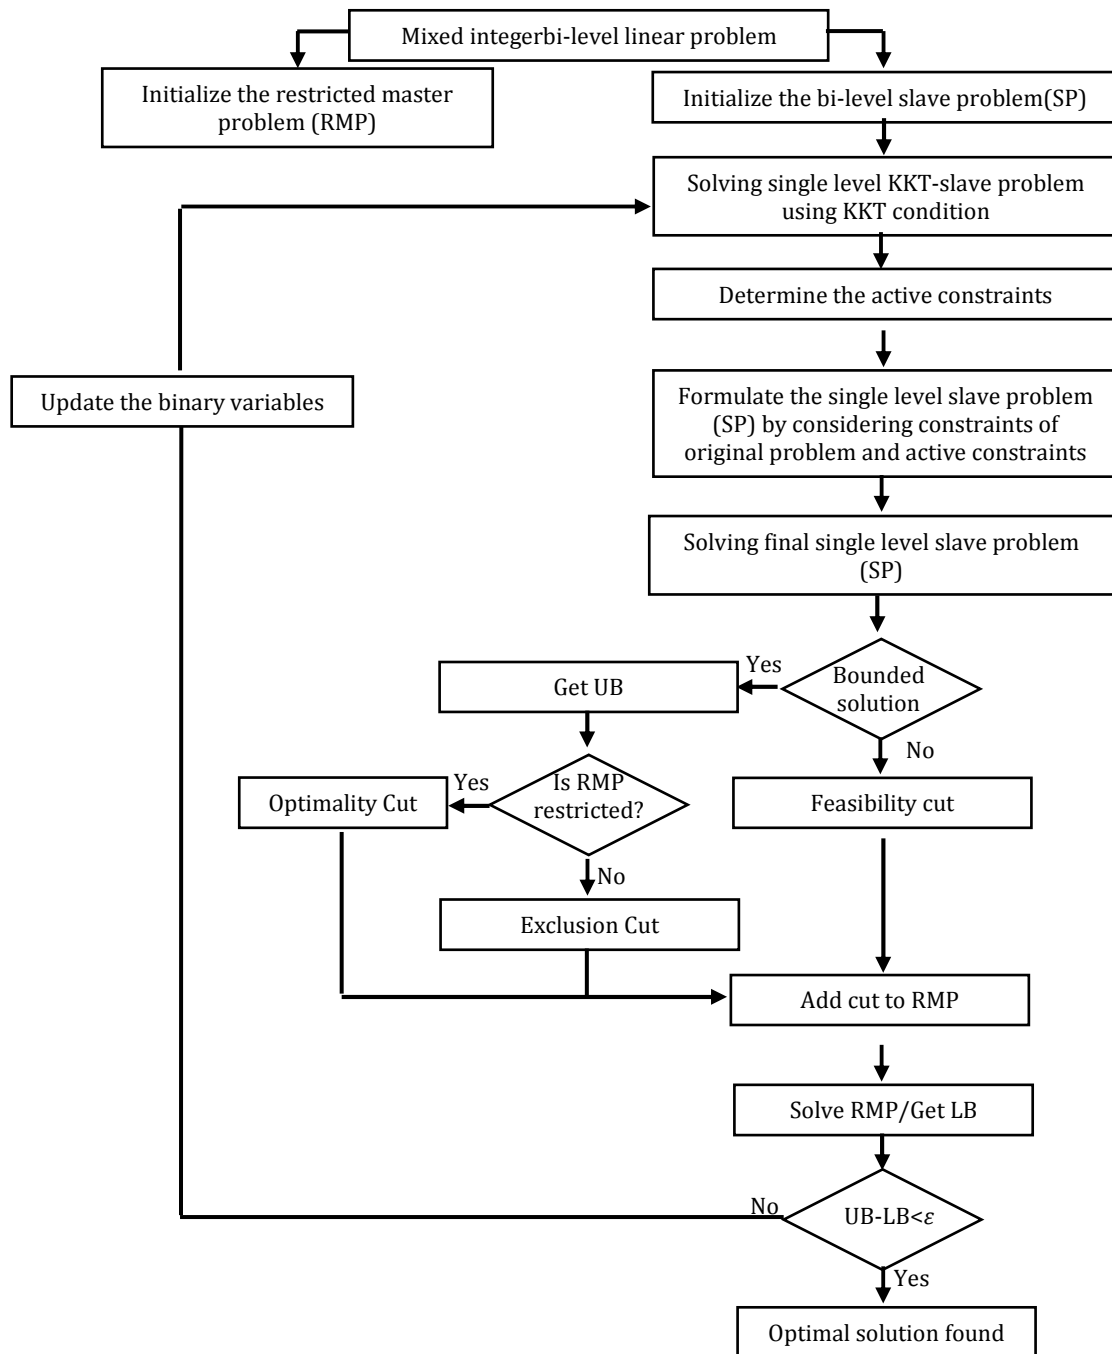 Mixed integerbi-level linear problem
Initialize the restricted master
problem (RMP)
Initialize the bi-level slave problem(SP)
Solving single level KKT-slave problem
using KKT condition
Determine the active constraints
Update the binary variables
Formulate the single level slave problem
(SP) by considering constraints of
original problem and active constraints
Solving final single level slave problem
(SP)
Bounded
solution
Yes
No
Get UB
Is RMP
restricted?
Yes
No
Optimality Cut
Feasibility cut
Exclusion Cut
Add cut to RMP
Solve RMP/Get LB
UB-LB<ε
No
Yes
Optimal solution found